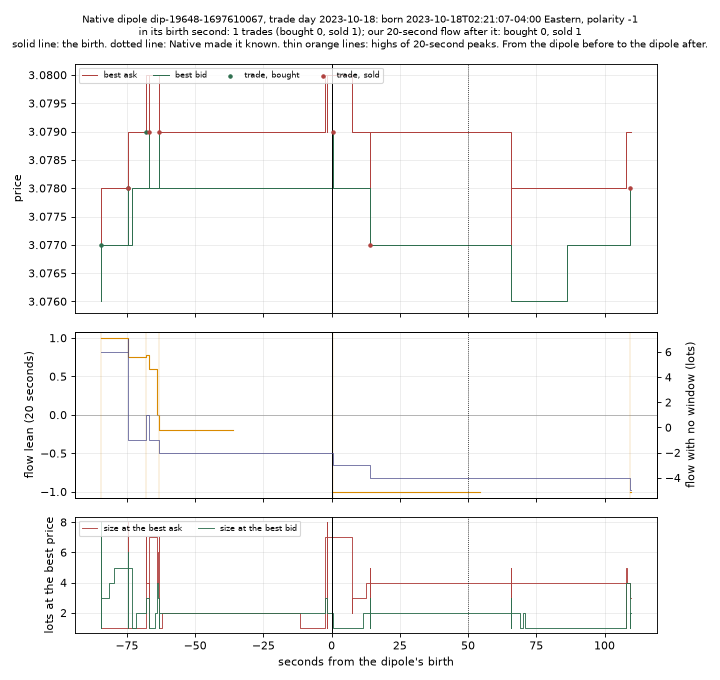 Native dipole dip-19648-1697610067, trade day 2023-10-18: born 2023-10-18T02:21:07-04:00 Eastern, polarity -1
in its birth second: 1 trades (bought 0, sold 1); our 20-second flow after it: bought 0, sold 1
solid line: the birth. dotted line: Native made it known. thin orange lines: highs of 20-second peaks. From the dipole before to the dipole after.
best ask best bid trade, bought trade, sold
3.0800
3.0795
3.0790
3.0785
3.0780
3.0775
3.0770
3.0765
3.0760
price
1.0
0.5
0.0
−0.5
−1.0
flow lean (20 seconds)
6
4
2
0
−2
−4
flow with no window (lots)
size at the best ask size at the best bid
8
6
4
2
lots at the best price
−75 −50 −25 0 25 50 75 100
seconds from the dipole's birth